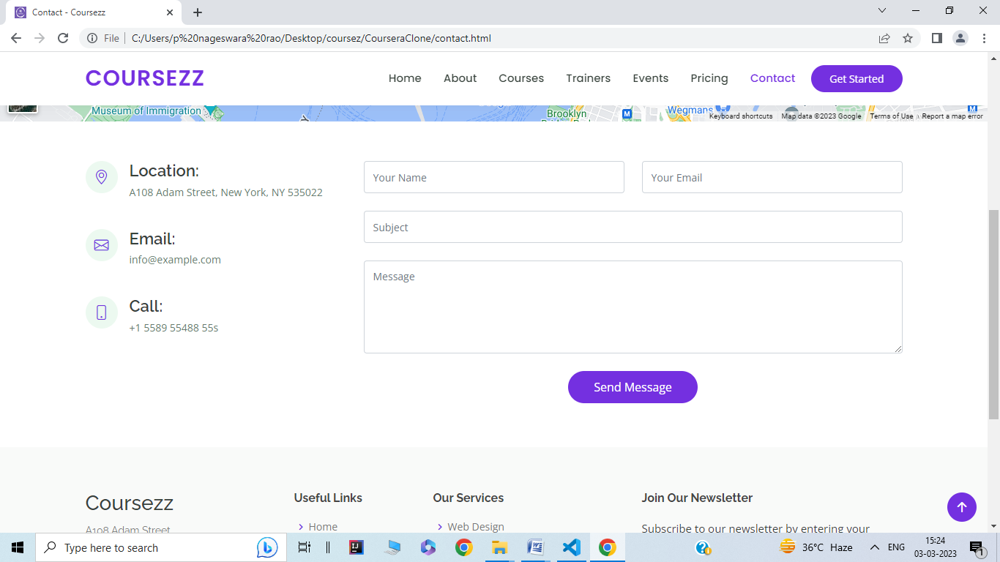 Contact - Coursezz
File
C:/Users/p%20nageswara%20rao/Desktop/coursez/CourseraClone/contact.html
COURSEZZ
Home About Courses Trainers Events Pricing Contact Get Started
Museum of Immigration
Brooklyn
M
Wegmans
M
Keyboard shortcuts Map data ©2023 Google Terms of Use Report a map error
Location:
A108 Adam Street, New York, NY 535022
Email:
info@example.com
Call:
+1 5589 55488 55s
Your Name
Your Email
Subject
Message
Send Message
Coursezz
A108 Adam Street
Useful Links
Home
Our Services
Web Design
Join Our Newsletter
Subscribe to our newsletter by entering your
Type here to search
36°C Haze
ENG
15:24
03-03-2023
1